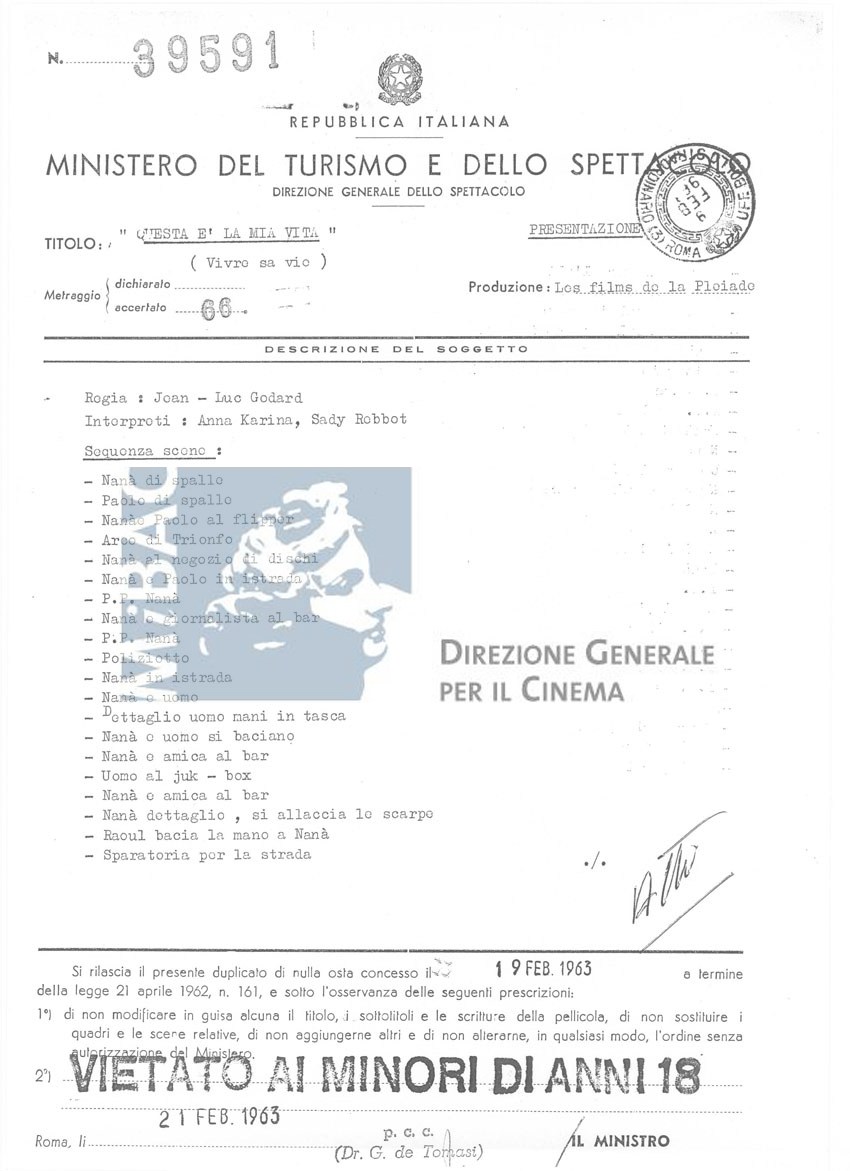 N. 39591
REPUBBLICA ITALIANA
MINISTERO DEL TURISMO E DELLO SPETTACOLO
DIREZIONE GENERALE DELLO SPETTACOLO
TITOLO: " QUESTA E' LA MIA VITA "
PRESENTAZIONE
( Vivre sa vie )
UFF. BOLLO STRAORDINARIO (3) ROMA
Metraggio
dichiarato
accertato 66
Produzione: Les films de la Pleiade
DESCRIZIONE DEL SOGGETTO
Regia : Jean - Luc Godard
Interpreti : Anna Karina, Sady Rebbot
Sequenza scene :
- Nanà di spalle
- Paolo di spalle
- Nanàe Paolo al flipper
- Arco di Trionfo
- Nanà al negozio di dischi
- Nanà e Paolo in istrada
- P.P. Nanà
- Nanà e giornalista al bar
- P.P. Nanà
- Poliziotto
- Nanà in istrada
- Nanà e uomo
- Dettaglio uomo mani in tasca
- Nanà e uomo si baciano
- Nanà e amica al bar
- Uomo al juk - box
- Nanà e amica al bar
- Nanà dettaglio , si allaccia le scarpe
- Raoul bacia la mano a Nanà
- Sparatoria per la strada
./.
MiBAC
DIREZIONE GENERALE
PER IL CINEMA
Si rilascia il presente duplicato di nulla osta concesso il 19 FEB. 1963 a termine
della legge 21 aprile 1962, n. 161, e sotto l'osservanza delle seguenti prescrizioni:
1°) di non modificare in guisa alcuna il titolo, i sottotitoli e le scritture della pellicola, di non sostituire i
quadri e le scene relative, di non aggiungerne altri e di non alterarne, in qualsiasi modo, l'ordine senza
autorizzazione del Ministero.
2°) VIETATO AI MINORI DI ANNI 18
21 FEB. 1963
Roma, li
p. c. c.
(Dr. G. de Tomasi)
IL MINISTRO